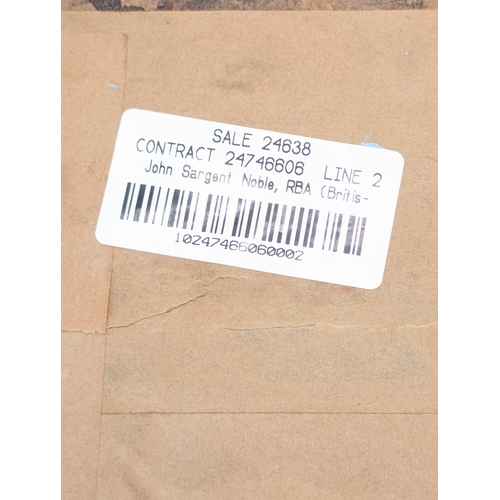 SALE 24638
CONTRACT 24746606 LINE 2
John Sargent Noble, RBA (Britis-
10247466060002